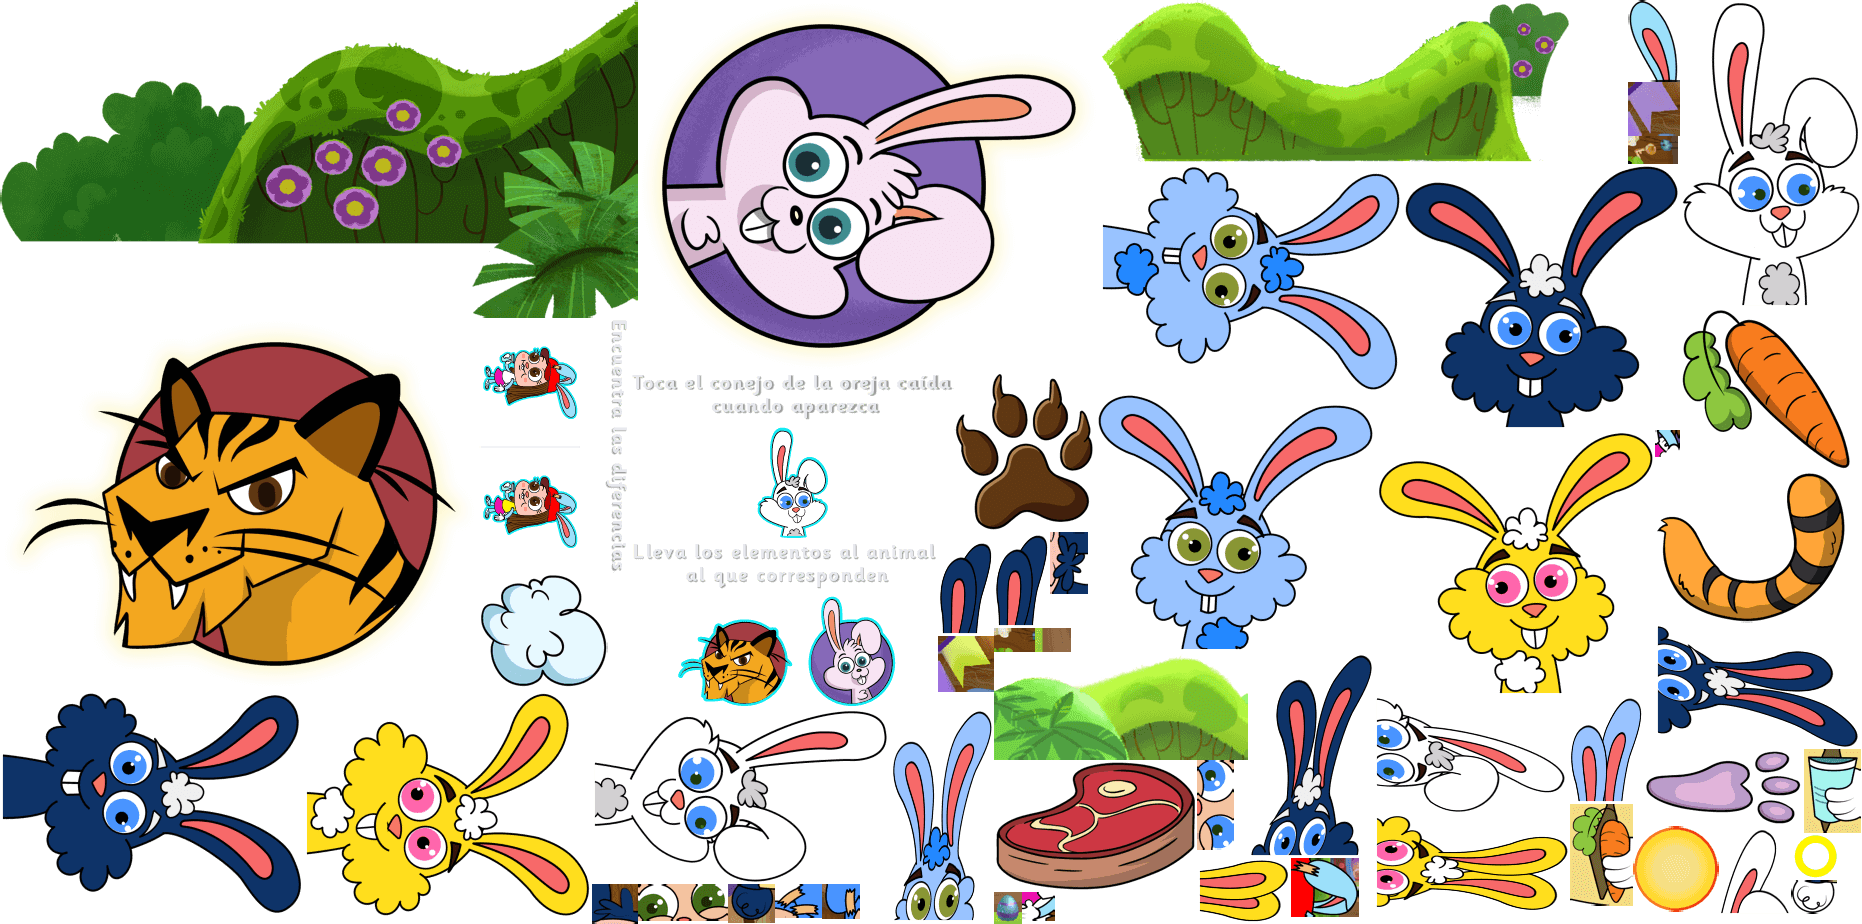 Encuentra las diferencias
Toca el conejo de la oreja caída
cuando aparezca
Lleva los elementos al animal
al que corresponden